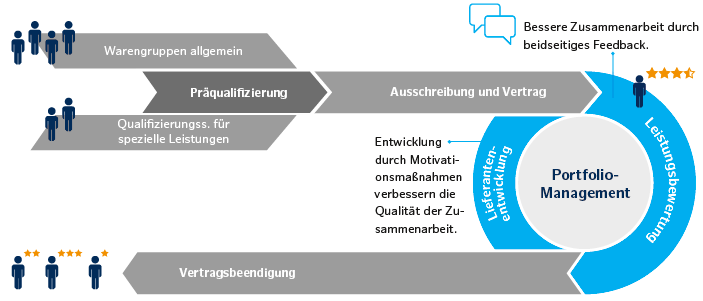 Bessere Zusammenarbeit durch
beidseitiges Feedback.
Warengruppen allgemein
Präqualifizierung
Ausschreibung und Vertrag
Qualifizierungss. für
spezielle Leistungen
Entwicklung
durch Motivati-
onsmaßnahmen
verbessern die
Qualität der Zu-
sammenarbeit.
Lieferanten-
entwicklung
Portfolio-
Management
Leistungsbewertung
Vertragsbeendigung